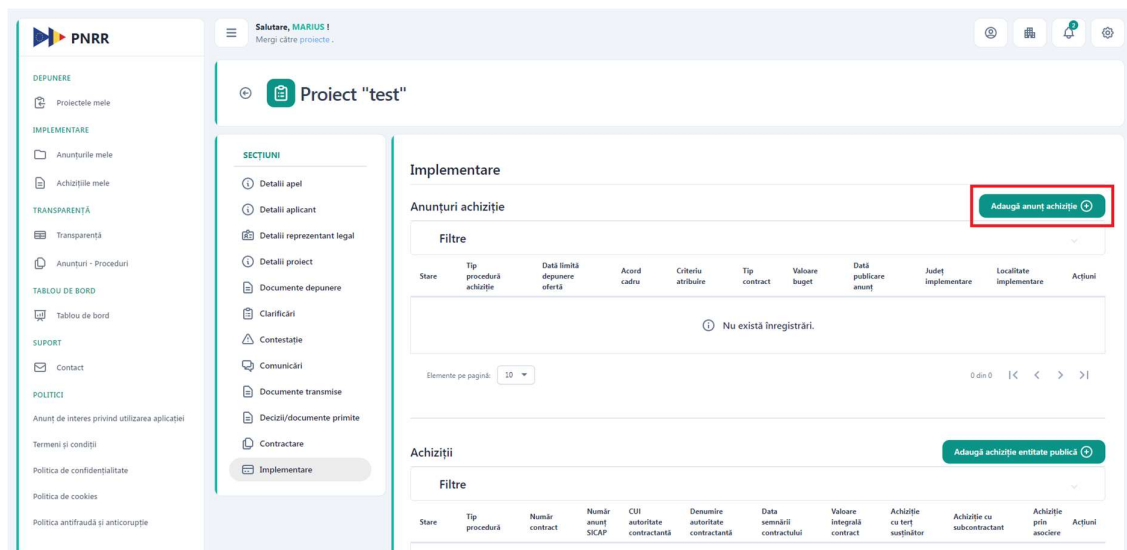 PNRR
Salutare, MARIUS !
Mergi către proiecte .
2
DEPUNERE
Proiectele mele
IMPLEMENTARE
Anunțurile mele
Achizițiile mele
TRANSPARENȚĂ
Transparență
Anunțuri - Proceduri
TABLOU DE BORD
Tablou de bord
SUPORT
Contact
POLITICI
Anunț de interes privind utilizarea aplicației
Termeni și condiții
Politica de confidențialitate
Politica de cookies
Politica antifraudă și anticorupție
Proiect "test"
SECȚIUNI
Detalii apel
Detalii aplicant
Detalii reprezentant legal
Detalii proiect
Documente depunere
Clarificări
Contestație
Comunicări
Documente transmise
Decizii/documente primite
Contractare
Implementare
Implementare
Anunțuri achiziție
Adaugă anunț achiziție
Filtre
Stare
Tip procedură achiziție
Dată limită depunere ofertă
Acord cadru
Criteriu atribuire
Tip contract
Valoare buget
Dată publicare anunț
Județ implementare
Localitate implementare
Acțiuni
Nu există înregistrări.
Elemente pe pagină: 10
0 din 0
Achiziții
Adaugă achiziție entitate publică
Filtre
Stare
Tip procedură
Număr contract
Număr anunț SICAP
CUI autoritate contractantă
Denumire autoritate contractantă
Data semnării contractului
Valoare integrală contract
Achiziție cu terț susținător
Achiziție cu subcontractant
Achiziție prin asociere
Acțiuni